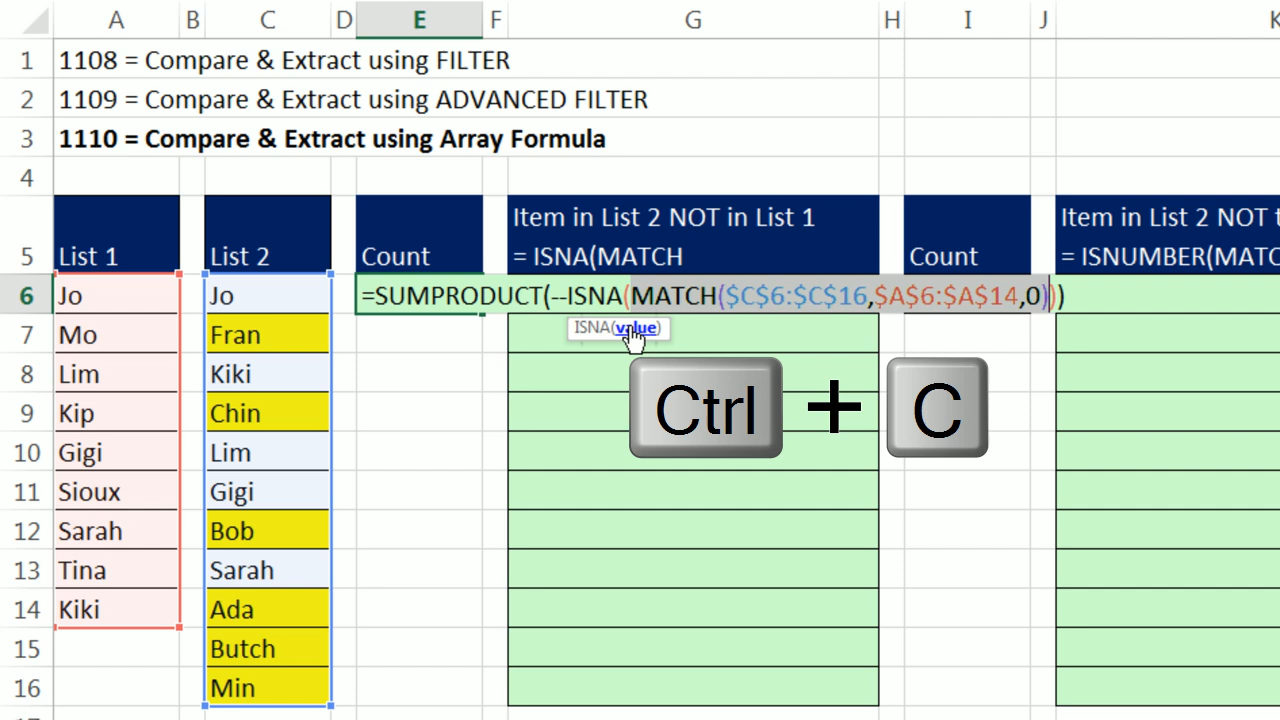 A B C D E F G H I J K
1 1108 = Compare & Extract using FILTER
2 1109 = Compare & Extract using ADVANCED FILTER
3 1110 = Compare & Extract using Array Formula
4
Item in List 2 NOT in List 1 Item in List 2 NOT
5 List 1 List 2 Count = ISNA(MATCH Count = ISNUMBER(MATC
6 Jo Jo =SUMPRODUCT(--ISNA(MATCH($C$6:$C$16,$A$6:$A$14,0)))
ISNA(value)
7 Mo Fran
8 Lim Kiki
Ctrl + C
9 Kip Chin
10 Gigi Lim
11 Sioux Gigi
12 Sarah Bob
13 Tina Sarah
14 Kiki Ada
15 Butch
16 Min